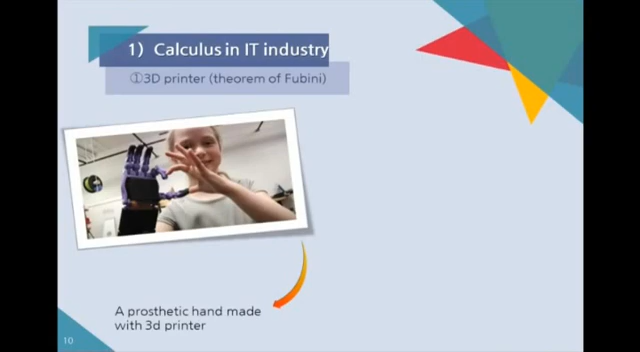 1) Calculus in IT industry
①3D printer (theorem of Fubini)
A prosthetic hand made
with 3d printer
10